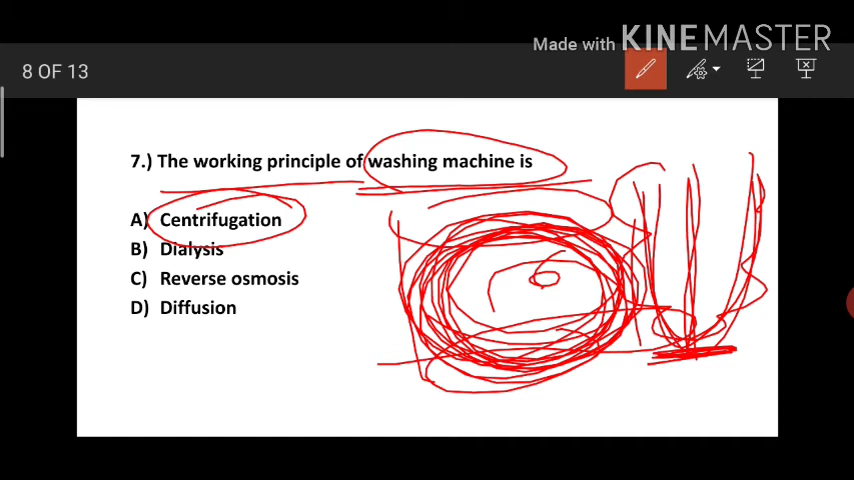 Made with KINEMASTER
8 OF 13
7.) The working principle of washing machine is
A) Centrifugation
B) Dialysis
C) Reverse osmosis
D) Diffusion